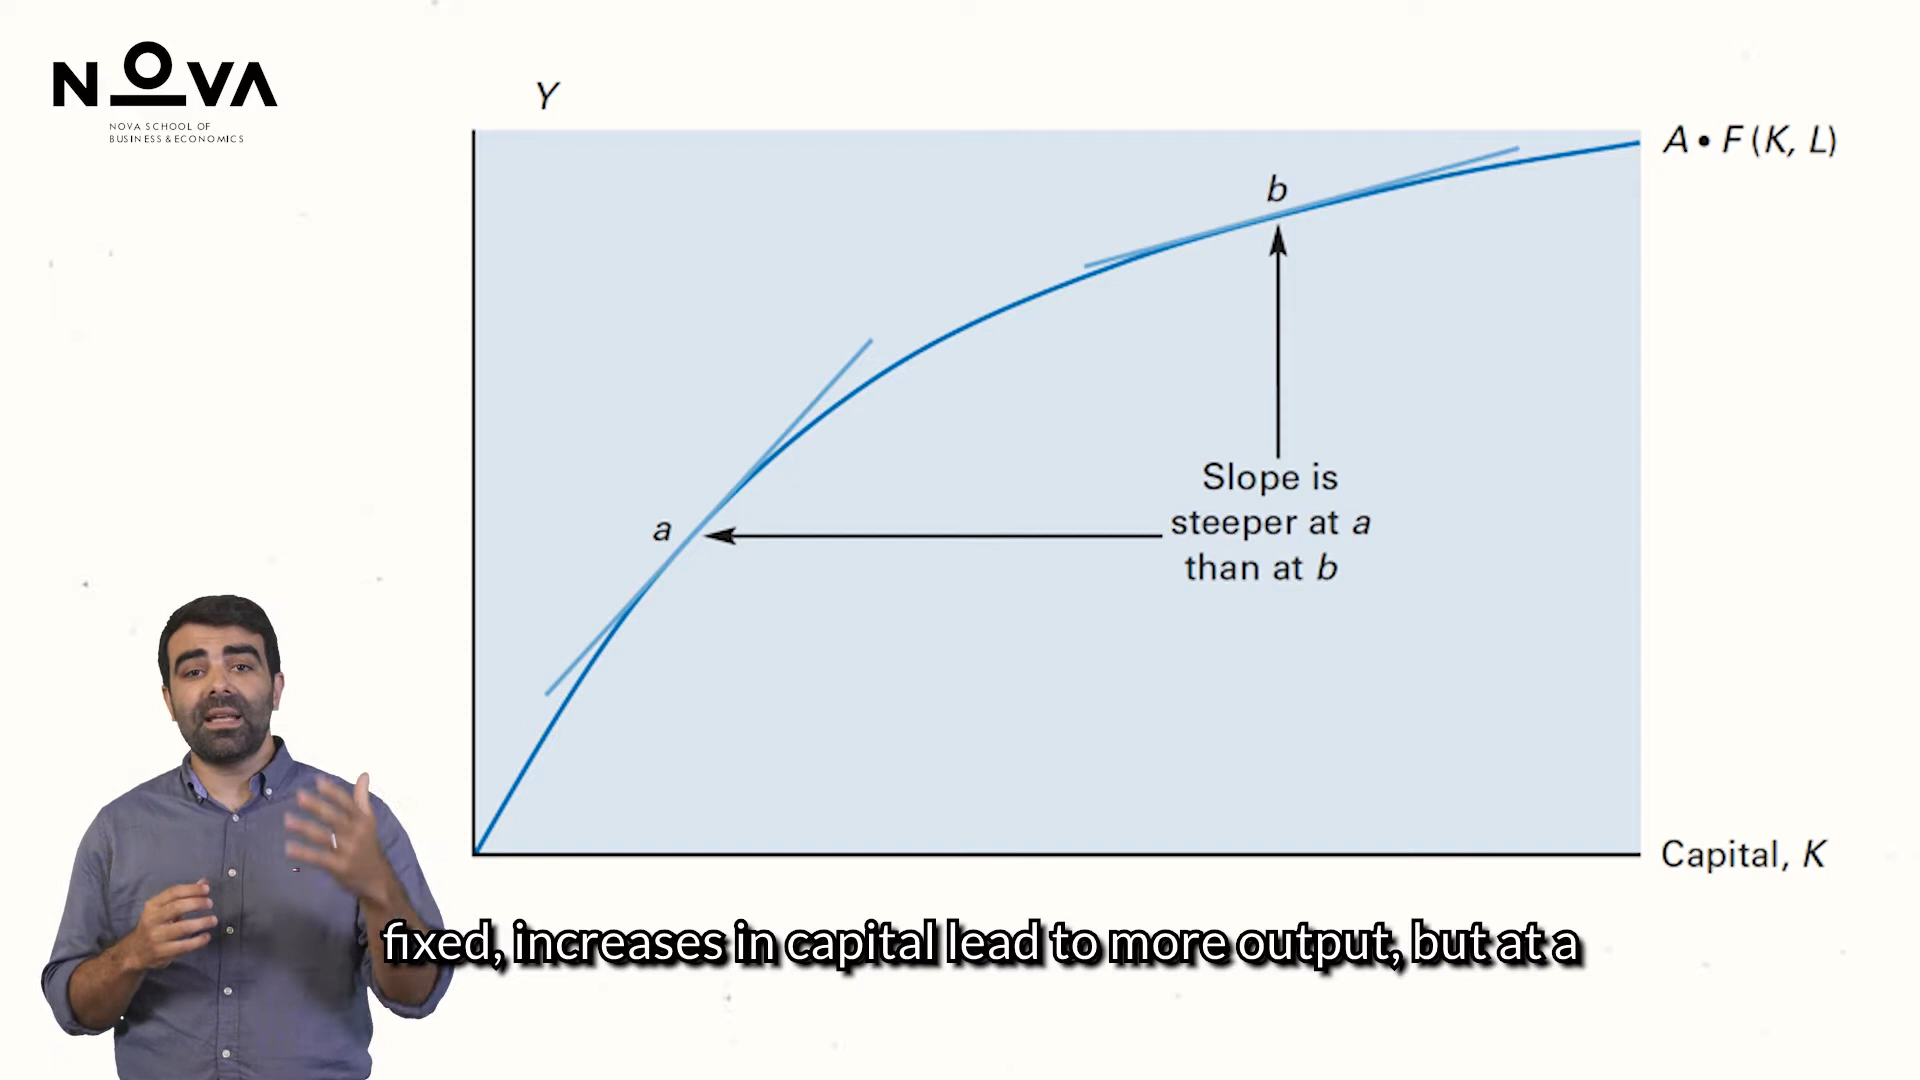 NOVA
NOVA SCHOOL OF
BUSINESS & ECONOMICS
Y
A • F (K, L)
b
a
Slope is
steeper at a
than at b
Capital, K
fixed, increases in capital lead to more output, but at a